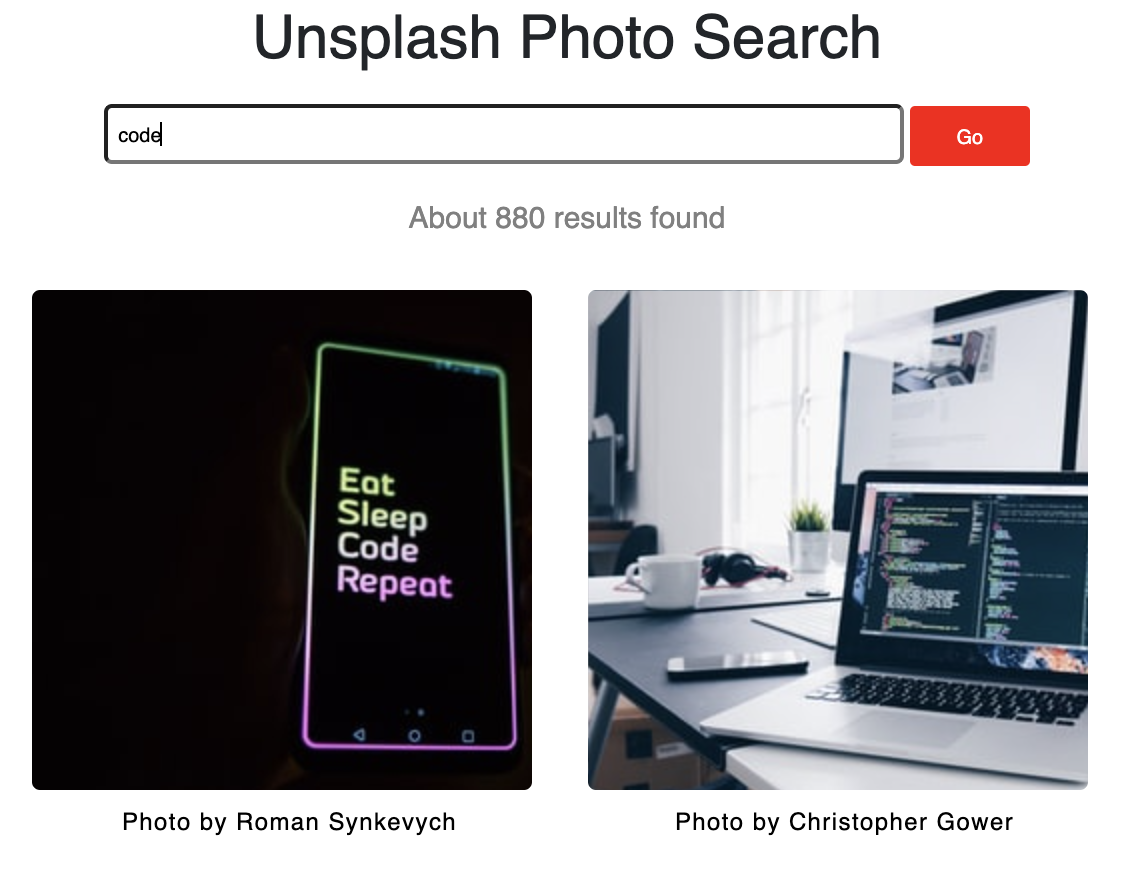 Unsplash Photo Search
code
Go
About 880 results found
Eat
Sleep
Code
Repeat
Photo by Roman Synkevych
Photo by Christopher Gower